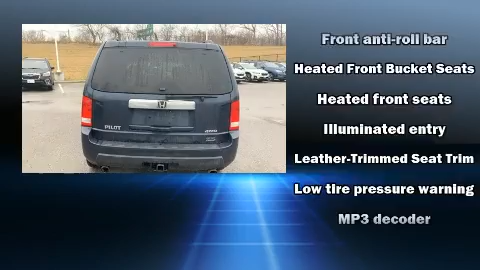 Front anti-roll bar
Heated Front Bucket Seats
Heated front seats
Illuminated entry
Leather-Trimmed Seat Trim
Low tire pressure warning
MP3 decoder
PILOT
4WD